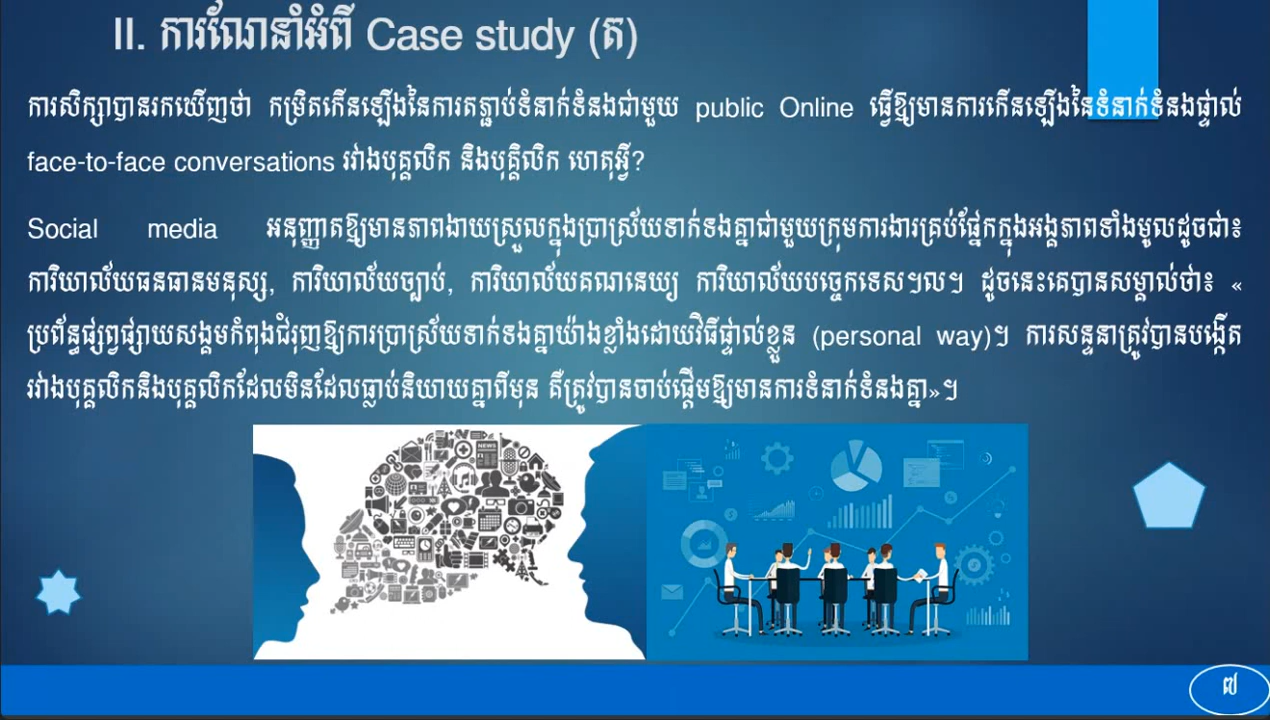 II. ការណែនាំអំពី Case study (ត)
ការសិក្សាបានរកឃើញថា កម្រិតកើនឡើងនៃការតភ្ជាប់ទំនាក់ទំនងជាមួយ public Online ធ្វើឱ្យមានការកើនឡើងនៃទំនាក់ទំនងផ្ទាល់
face-to-face conversations រវាងបុគ្គលិក និងបុគ្គិលិក ហេតុអ្វី?
Social media អនុញ្ញាតឱ្យមានភាពងាយស្រួលក្នុងប្រាស្រ័យទាក់ទងគ្នាជាមួយក្រុមការងារគ្រប់ផ្នែកក្នុងអង្គភាពទាំងមូលដូចជា៖
ការិយាល័យធនធានមនុស្ស, ការិយាល័យច្បាប់, ការិយាល័យគណនេយ្យ ការិយាល័យបច្ចេកទេស។ល។ ដូចនេះគេបានសម្គាល់ថា៖ «
ប្រព័ន្ធផ្សព្វផ្សាយសង្គមកំពុងជំរុញឱ្យការប្រាស្រ័យទាក់ទងគ្នាយ៉ាងខ្លាំងដោយវិធីផ្ទាល់ខ្លួន (personal way)។ ការសន្ទនាត្រូវបានបង្កើត
រវាងបុគ្គលិកនិងបុគ្គលិកដែលមិនដែលធ្លាប់និយាយគ្នាពីមុន គឺត្រូវបានចាប់ផ្តើមឱ្យមានការទំនាក់ទំនងគ្នា»។
NEWS
៧